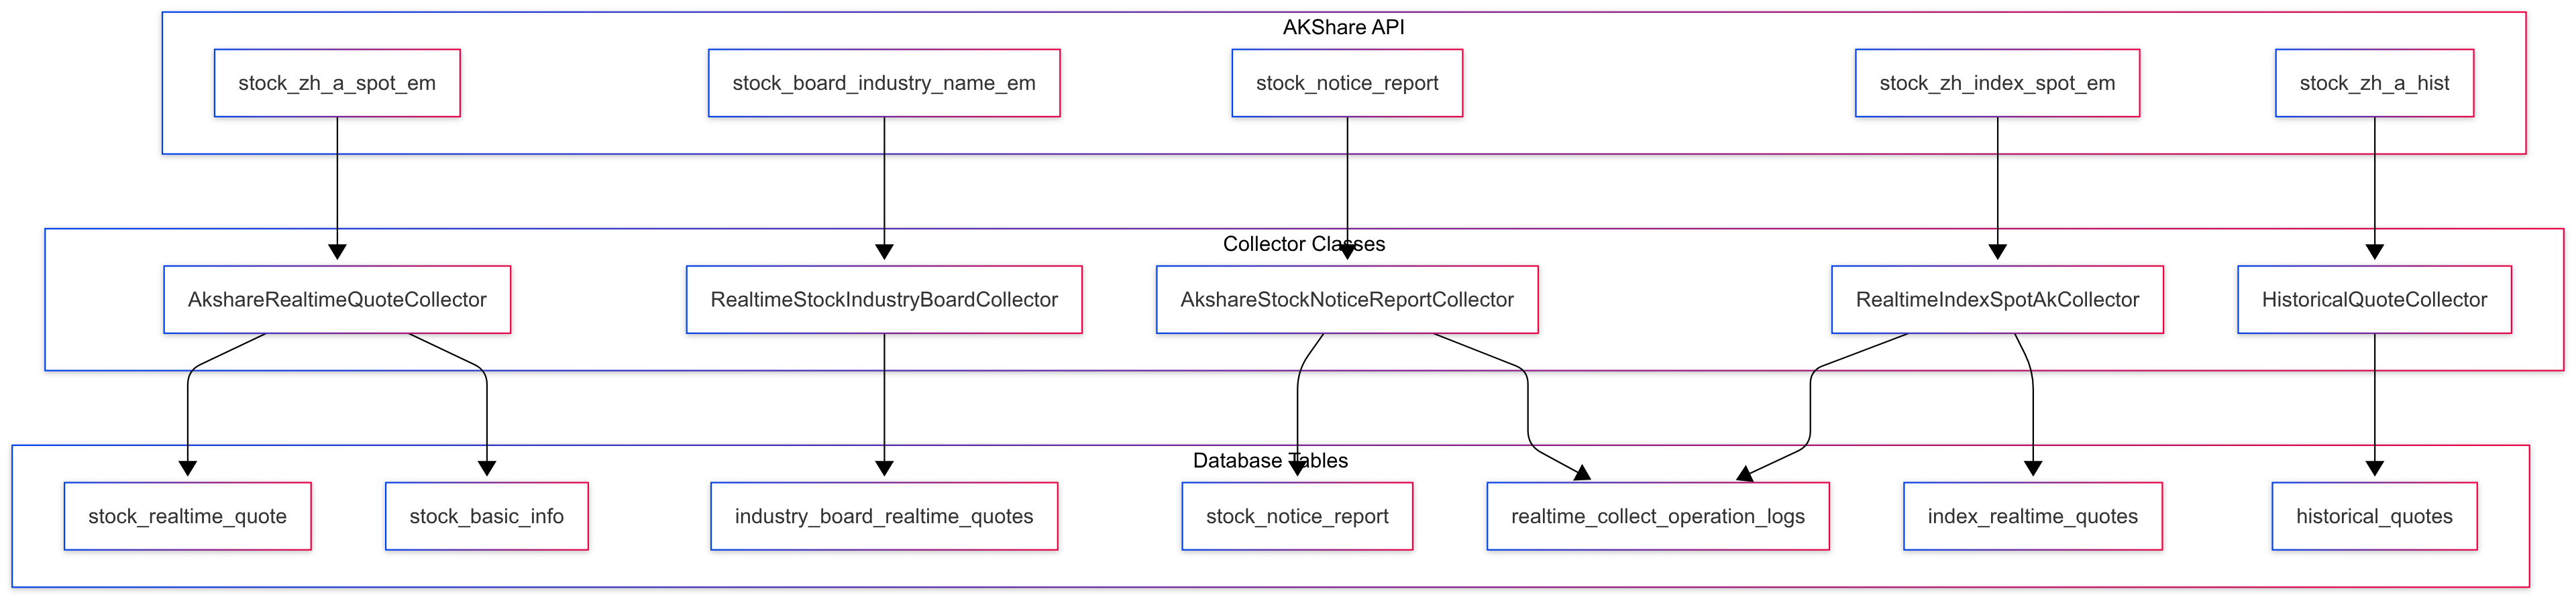 AKShare API
stock_zh_a_spot_em
stock_board_industry_name_em
stock_notice_report
stock_zh_index_spot_em
stock_zh_a_hist
Collector Classes
AkshareRealtimeQuoteCollector
RealtimeStockIndustryBoardCollector
AkshareStockNoticeReportCollector
RealtimeIndexSpotAkCollector
HistoricalQuoteCollector
Database Tables
stock_realtime_quote
stock_basic_info
industry_board_realtime_quotes
stock_notice_report
realtime_collect_operation_logs
index_realtime_quotes
historical_quotes